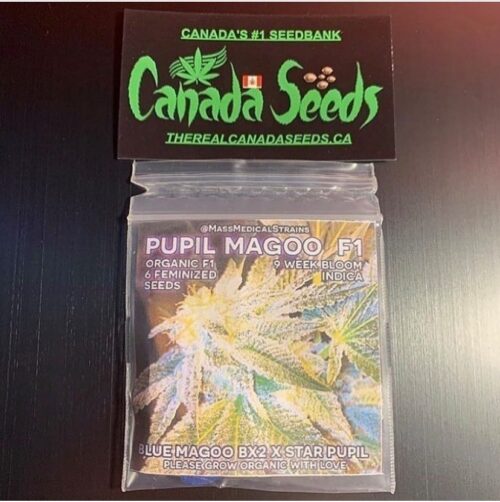 CANADA'S #1 SEEDBANK
Canada Seeds
THEREALCANADASEEDS.CA
@MASSMEDICALSTRAINS
PUPIL MAGOO F1
ORGANIC F1
6 FEMINIZED
SEEDS
9 WEEK BLOOM
INDICA
BLUE MAGOO BX2 X STAR PUPIL
PLEASE GROW ORGANIC WITH LOVE